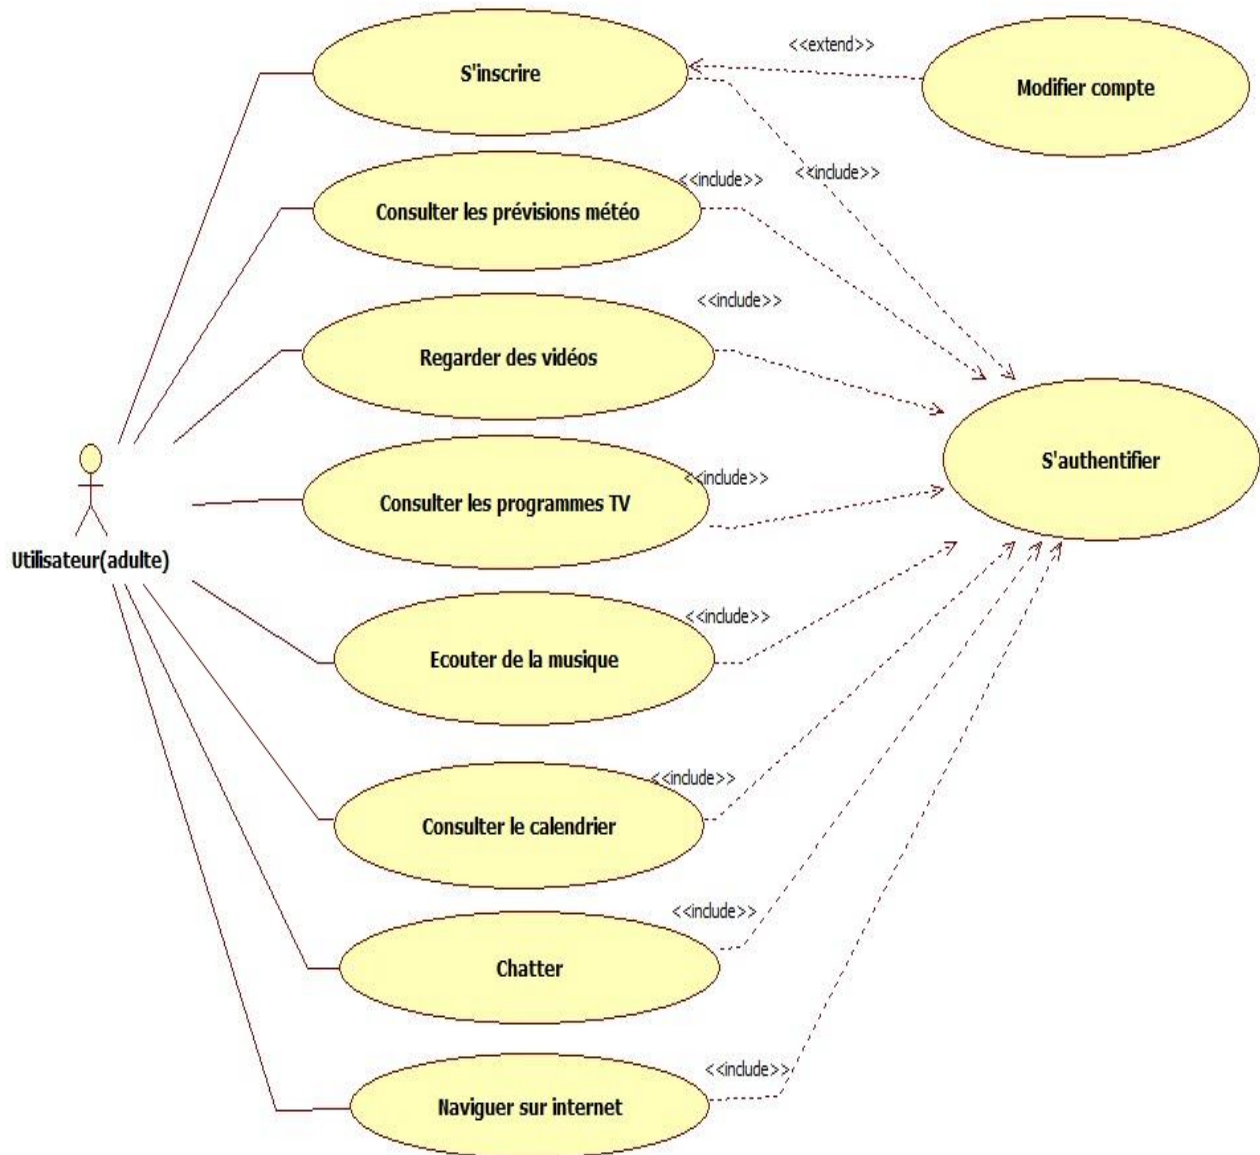 S'inscrire
<<extend>>
Modifier compte
<<include>>
Consulter les prévisions météo
<<include>>
Regarder des vidéos
<<include>>
S'authentifier
Consulter les programmes TV
<<include>>
Utilisateur(adulte)
Ecouter de la musique
<<include>>
Consulter le calendrier
<<include>>
Chatter
<<include>>
Naviguer sur internet
<<include>>